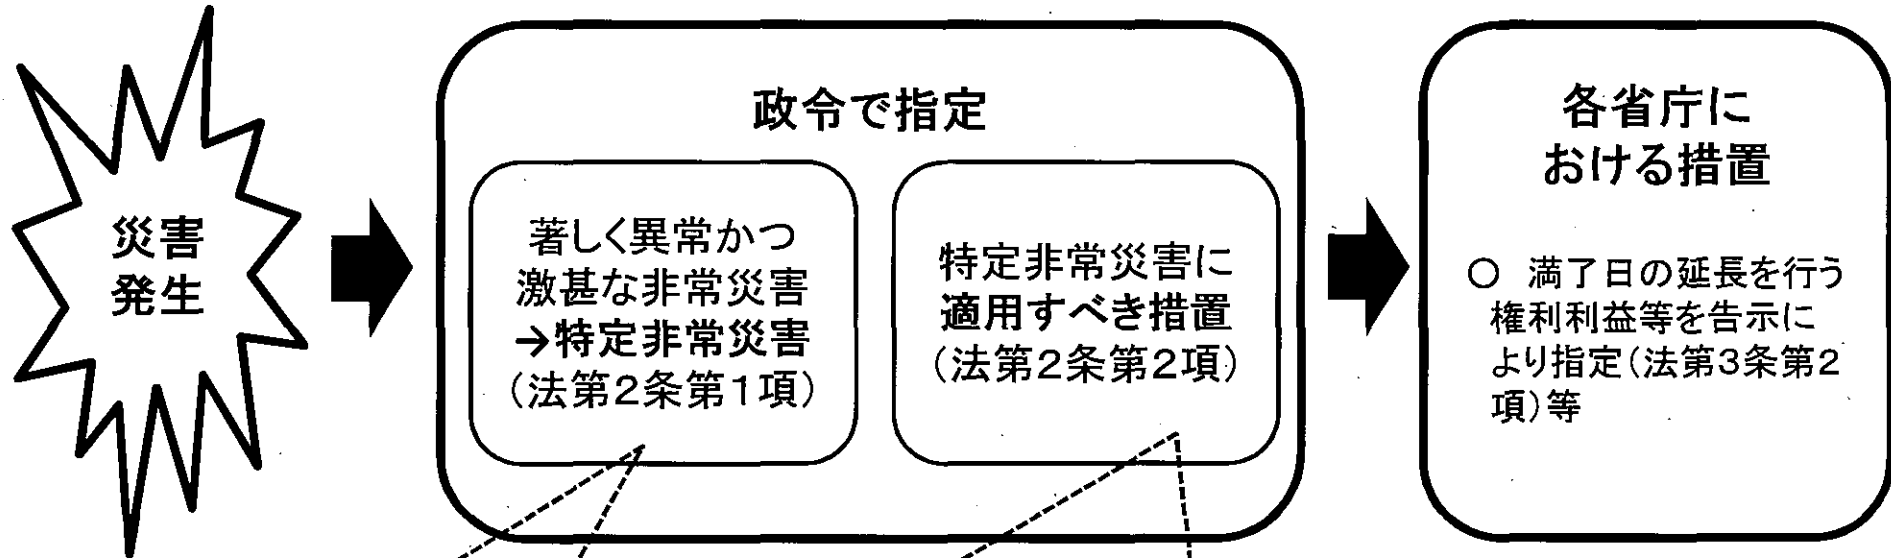 災害
発生
政令で指定
著しく異常かつ
激甚な非常災害
→特定非常災害
(法第2条第1項)
特定非常災害に
適用すべき措置
(法第2条第2項)
各省庁に
おける措置
○ 満了日の延長を行う
権利利益等を告示に
より指定(法第3条第2
項)等